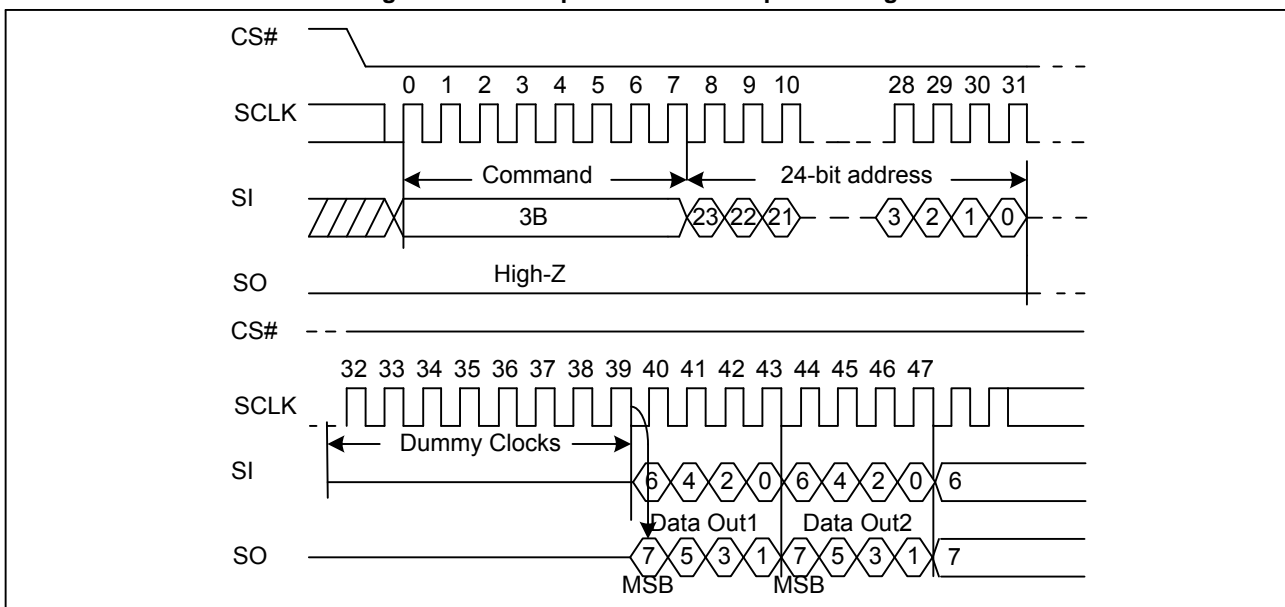 CS#
0 1 2 3 4 5 6 7 8 9 10 28 29 30 31
SCLK
Command 24-bit address
SI
3B 23 22 21 3 2 1 0
High-Z
SO
CS#
32 33 34 35 36 37 38 39 40 41 42 43 44 45 46 47
SCLK
Dummy Clocks
SI
6 4 2 0 6 4 2 0 6
Data Out1 Data Out2
SO
7 5 3 1 7 5 3 1 7
MSB MSB